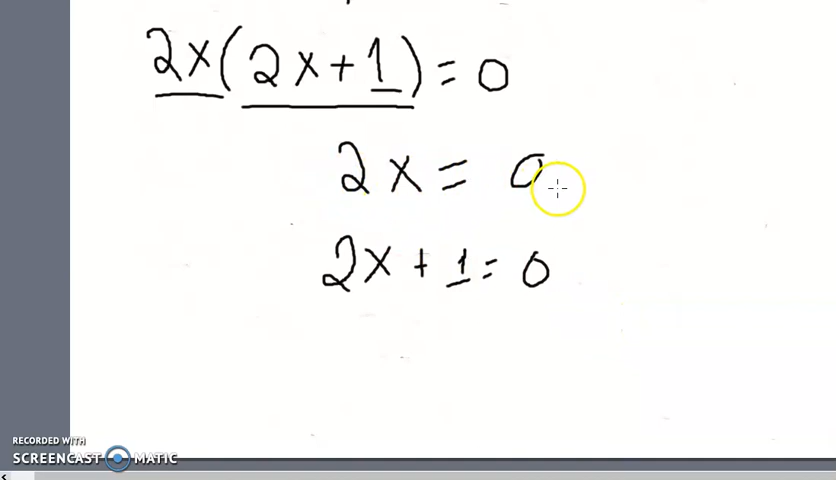 2x(2x+1)=0
2x=0
2x+1=0
RECORDED WITH
SCREENCAST MATIC